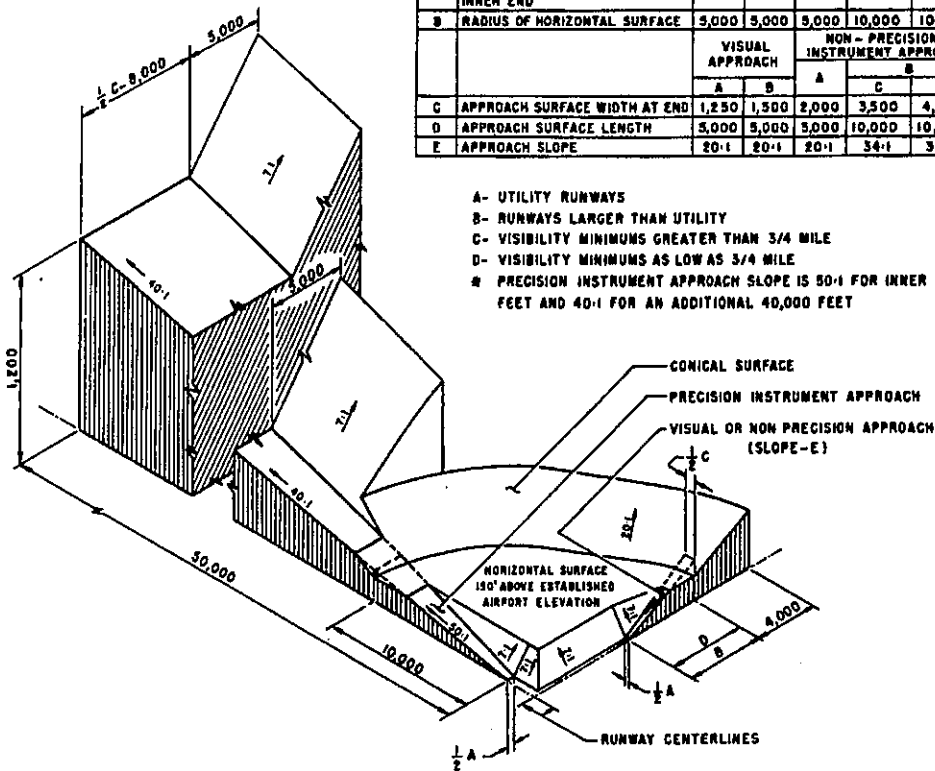 INNER END
B RADIUS OF HORIZONTAL SURFACE 5,000 5,000 5,000 10,000 10
VISUAL APPROACH
NON-PRECISION INSTRUMENT APPRO
A B A B
C
C APPROACH SURFACE WIDTH AT END 1,250 1,500 2,000 3,500 4,
D APPROACH SURFACE LENGTH 5,000 5,000 5,000 10,000 10,
E APPROACH SLOPE 20:1 20:1 20:1 34:1 3
A- UTILITY RUNWAYS
B- RUNWAYS LARGER THAN UTILITY
C- VISIBILITY MINIMUMS GREATER THAN 3/4 MILE
D- VISIBILITY MINIMUMS AS LOW AS 3/4 MILE
* PRECISION INSTRUMENT APPROACH SLOPE IS 50:1 FOR INNER
FEET AND 40:1 FOR AN ADDITIONAL 40,000 FEET
5,000
1/2 C-8,000
7:1
40:1
5,000
1,200
7:1
CONICAL SURFACE
PRECISION INSTRUMENT APPROACH
VISUAL OR NON PRECISION APPROACH
(SLOPE-E)
1/2 C
40:1
20:1
50,000
HORIZONTAL SURFACE
150' ABOVE ESTABLISHED
AIRPORT ELEVATION
50:1
7:1
7:1
7:1
7:1
10,000
4,000
D
B
1/2 A
1/2 A
RUNWAY CENTERLINES